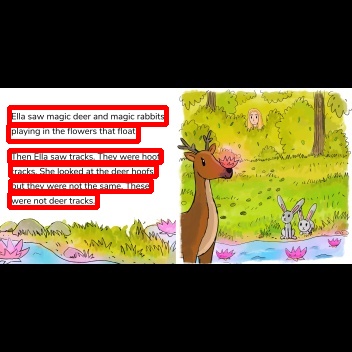 Ella saw magic deer and magic rabbits
playing in the flowers that float
Then Ella saw tracks. They were hoof
tracks. She looked at the deer hoofs
but they were not the same. These
were not deer tracks.